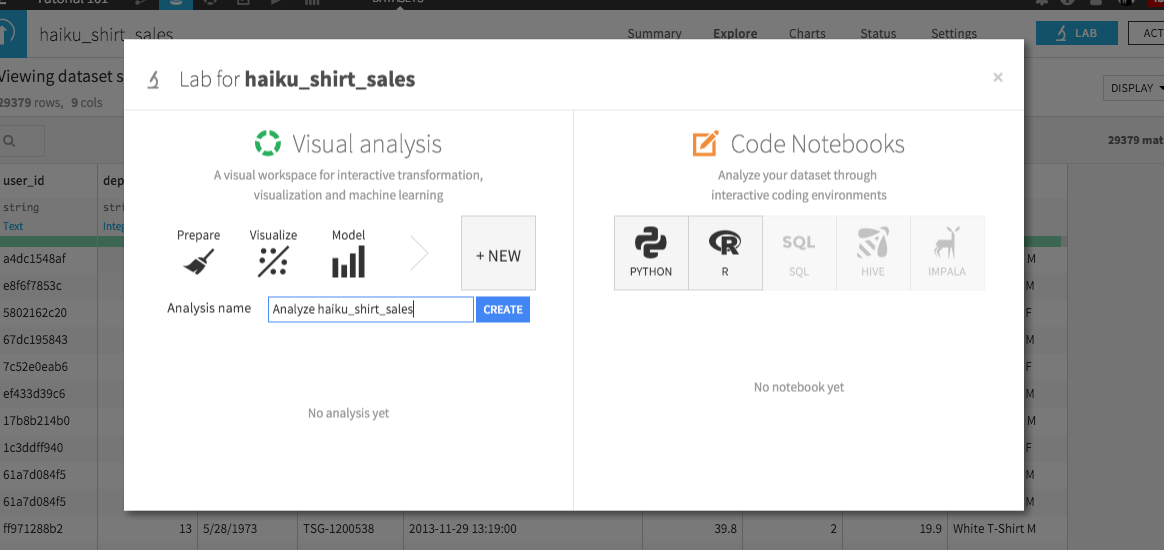 Tutorial 101
DATASETS
haiku_shirt_sales
Summary
Explore
Charts
Status
Settings
LAB
Viewing dataset s
29379 rows, 9 cols
DISPLAY
29379 mat
Lab for haiku_shirt_sales
×
Visual analysis
A visual workspace for interactive transformation,
visualization and machine learning
Prepare
Visualize
Model
+ NEW
Analysis name
Analyze haiku_shirt_sales
CREATE
No analysis yet
Code Notebooks
Analyze your dataset through
interactive coding environments
PYTHON
R
SQL
SQL
HIVE
IMPALA
No notebook yet
user_id
dep
string
stri
Text
Integ
a4dc1548af
M
e8f6f7853c
M
5802162c20
F
67dc195843
M
7c52e0eab6
F
ef433d39c6
M
17b8b214b0
M
1c3ddff940
F
61a7d084f5
M
61a7d084f5
M
ff971288b2 13 5/28/1973 TSG-1200538 2013-11-29 13:19:00 39.8 2 19.9 White T-Shirt M